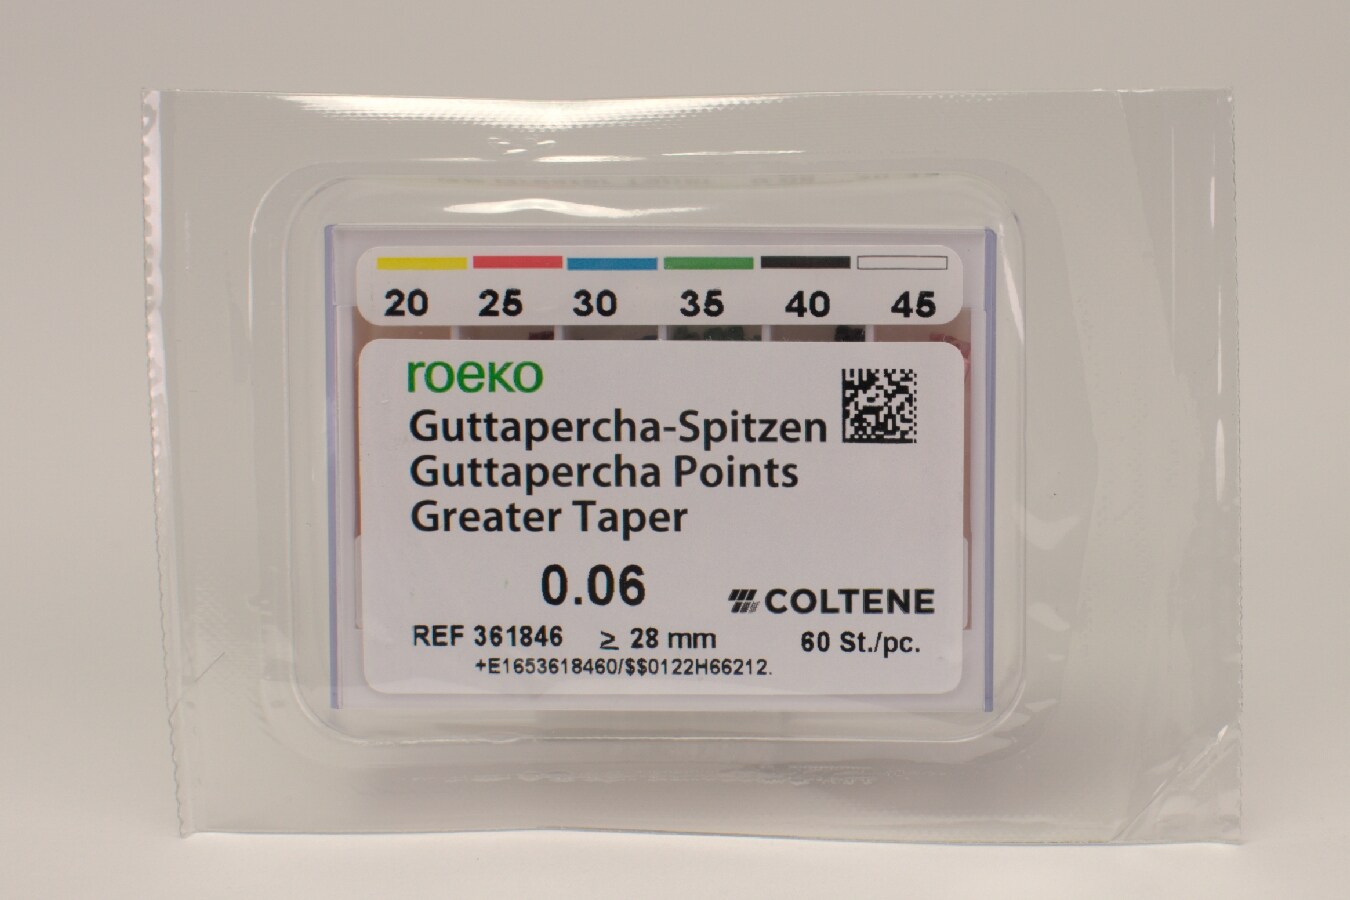 20 25 30 35 40 45
roeko
Guttapercha-Spitzen
Guttapercha Points
Greater Taper
0.06
COLTENE
REF 361846 ≥ 28 mm 60 St./pc.
+E1653618460/$$0122H66212.